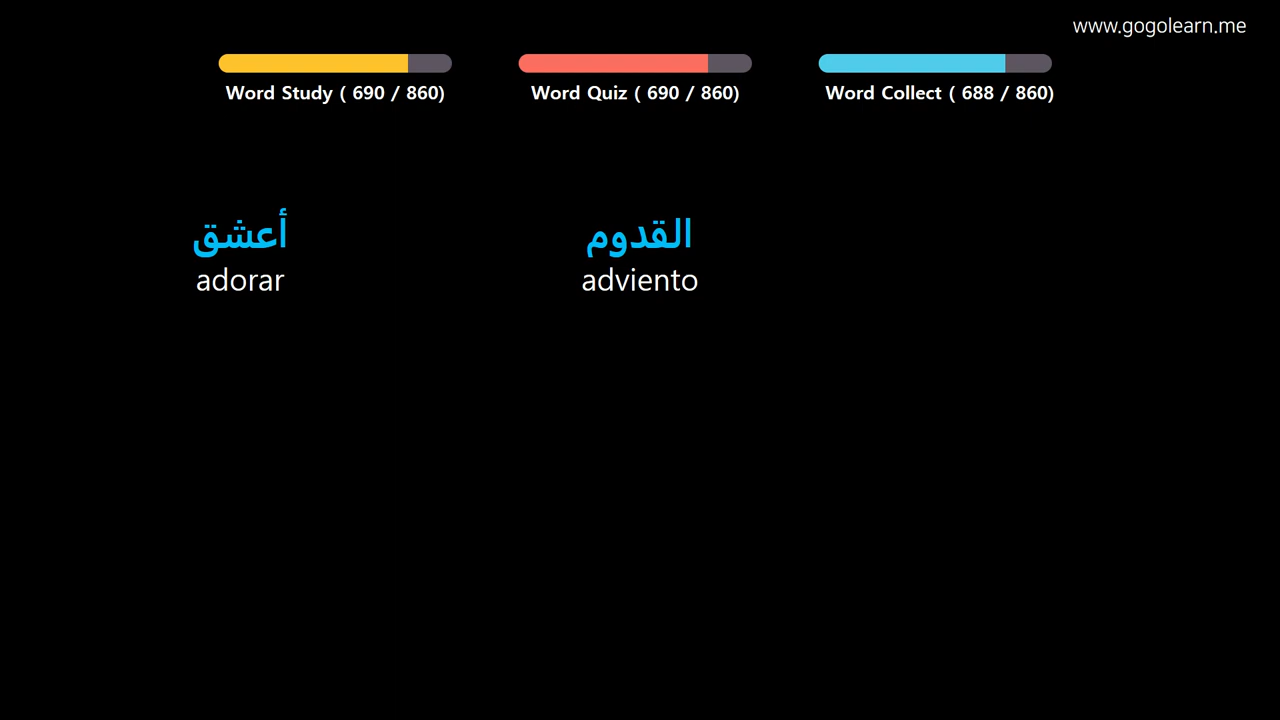 www.gogolearn.me
Word Study ( 690 / 860)
Word Quiz ( 690 / 860)
Word Collect ( 688 / 860)
أعشق
adorar
القدوم
adviento